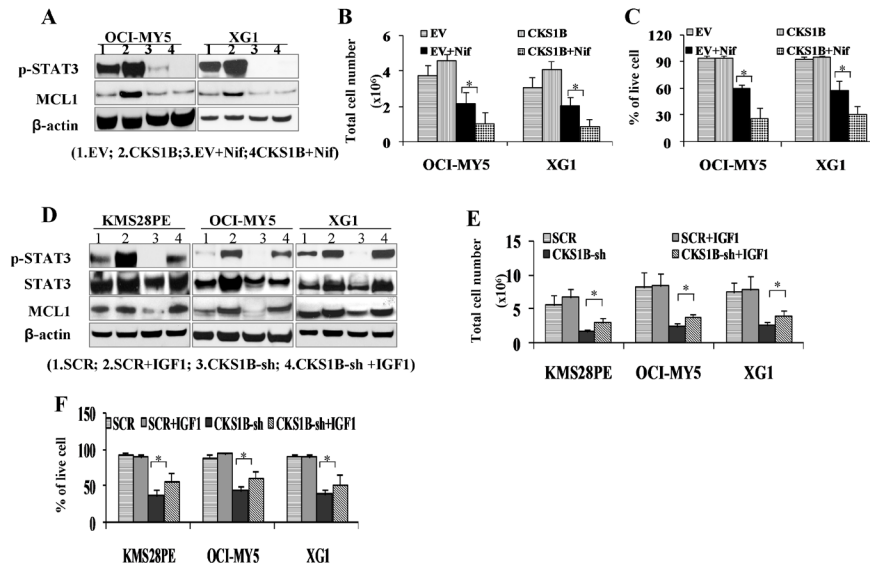 A
OCI-MY5 XG1
1 2 3 4 1 2 3 4
p-STAT3
MCL1
β-actin
(1.EV; 2.CKS1B;3.EV+Nif;4CKS1B+Nif)
B
EV CKS1B
EV+Nif CKS1B+Nif
Total cell number
(x10⁶)
6
4
2
0
* *
OCI-MY5 XG1
C
EV CKS1B
EV+Nif CKS1B+Nif
% of live cell
120
90
60
30
0
* *
OCI-MY5 XG1
D
KMS28PE OCI-MY5 XG1
1 2 3 4 1 2 3 4 1 2 3 4
p-STAT3
STAT3
MCL1
β-actin
(1.SCR; 2.SCR+IGF1; 3.CKS1B-sh; 4.CKS1B-sh +IGF1)
E
SCR SCR+IGF1
CKS1B-sh CKS1B-sh+IGF1
Total cell number
(x10⁶)
15
10
5
0
* * *
KMS28PE OCI-MY5 XG1
F
SCR SCR+IGF1 CKS1B-sh CKS1B-sh+IGF1
% of live cell
150
100
50
0
* * *
KMS28PE OCI-MY5 XG1